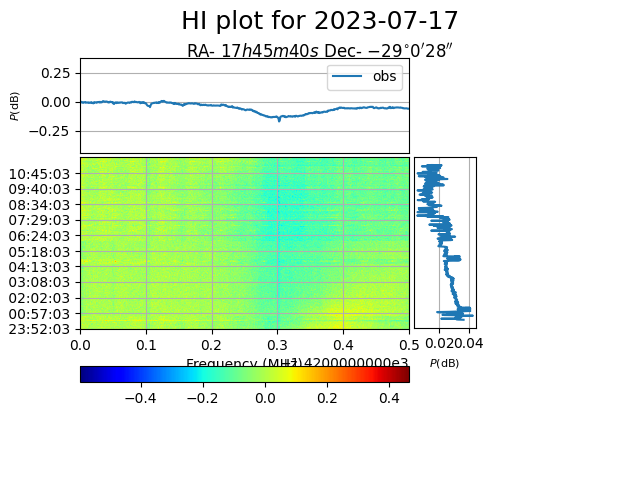 HI plot for 2023-07-17
RA- 17h45m40s Dec- −29°0′28′′
0.25
0.00
−0.25
P(dB)
obs
10:45:03
09:40:03
08:34:03
07:29:03
06:24:03
05:18:03
04:13:03
03:08:03
02:02:03
00:57:03
23:52:03
0.0 0.1 0.2 0.3 0.4 0.5
0.02 0.04
P(dB)
Frequency (MHz)
+1.4200000000e3
−0.4 −0.2 0.0 0.2 0.4